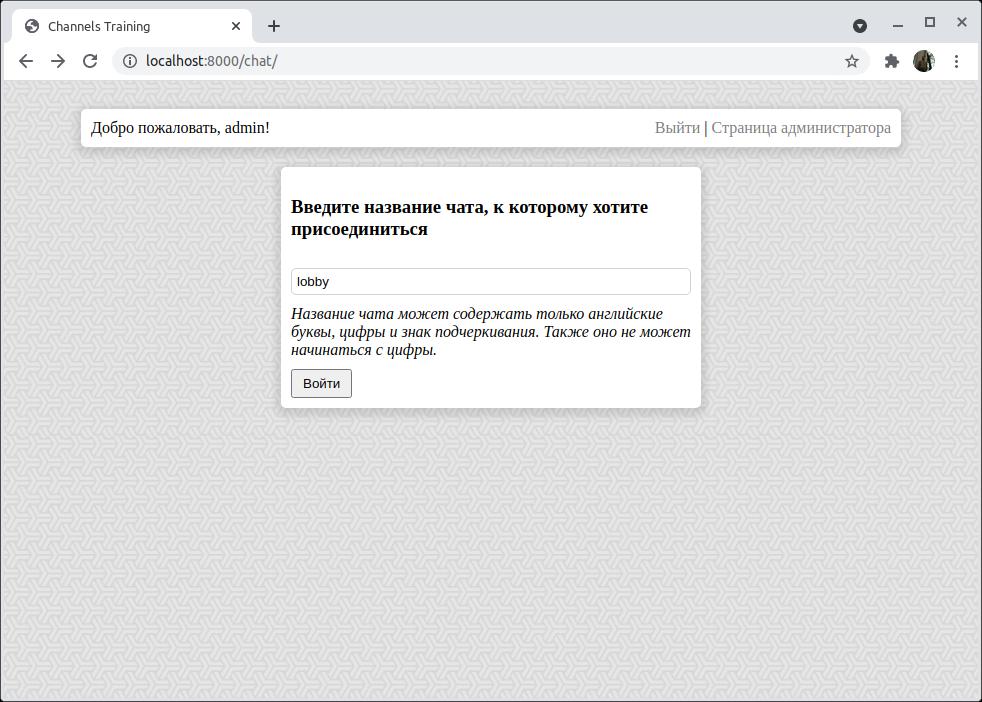 Channels Training
localhost:8000/chat/
Добро пожаловать, admin! Выйти | Страница администратора
Введите название чата, к которому хотите
присоединиться
lobby
Название чата может содержать только английские
буквы, цифры и знак подчеркивания. Также оно не может
начинаться с цифры.
Войти